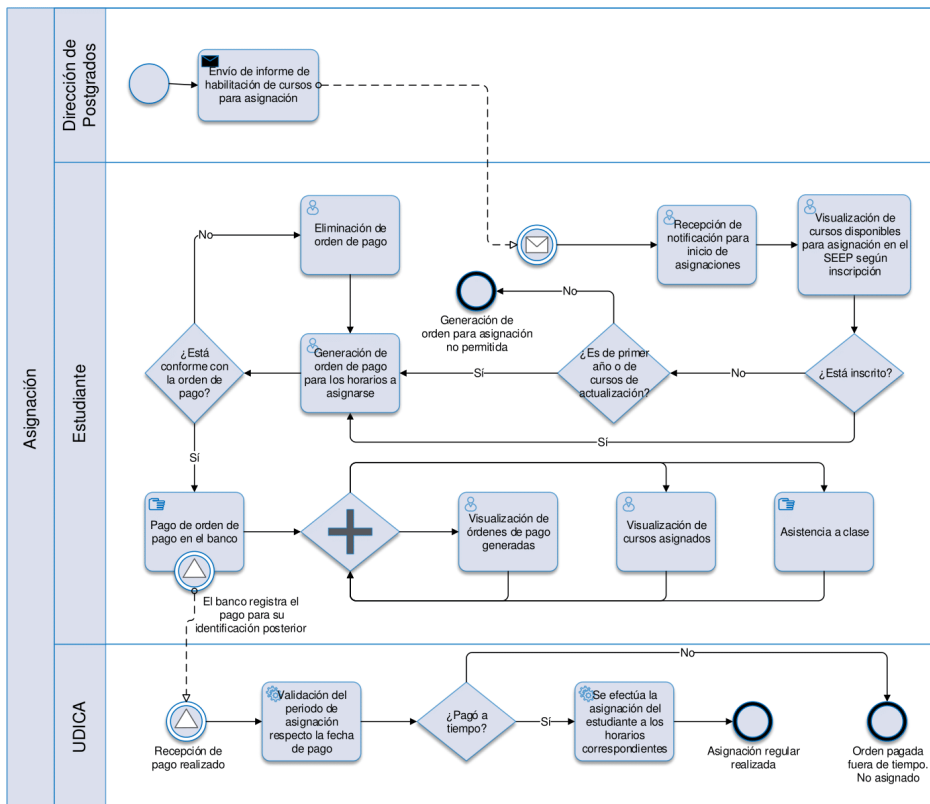 Asignación
Dirección de
Postgrados
Envío de informe de
habilitación de cursos
para asignación
Estudiante
No
Eliminación de
orden de pago
Recepción de
notificación para
inicio de
asignaciones
Visualización de
cursos disponibles
para asignación en el
SEEP según
inscripción
No
Generación de
orden para asignación
no permitida
¿Está
conforme con
la orden de
pago?
Generación de
orden de pago
para los horarios a
asignarse
Sí
¿Es de primer
año o de cursos
de
actualización?
No
¿Está inscrito?
Sí
Sí
Pago de orden de
pago en el banco
Visualización de
órdenes de pago
generadas
Visualización de
cursos asignados
Asistencia a clase
El banco registra el
pago para su
identificación posterior
UDICA
No
Recepción de
pago realizado
Validación del
periodo de
asignación
respecto la fecha
de pago
¿Pagó a
tiempo?
Sí
Se efectúa la
asignación del
estudiante a los
horarios
correspondientes
Asignación regular
realizada
Orden pagada
fuera de tiempo.
No asignado